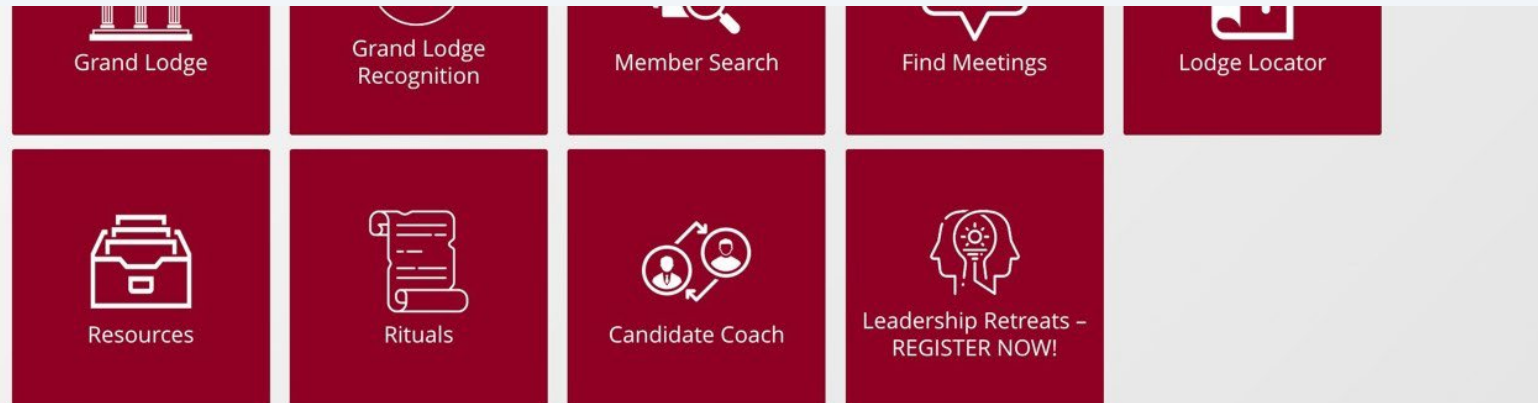 Grand Lodge
Grand Lodge
Recognition
Member Search
Find Meetings
Lodge Locator
Resources
Rituals
Candidate Coach
Leadership Retreats –
REGISTER NOW!